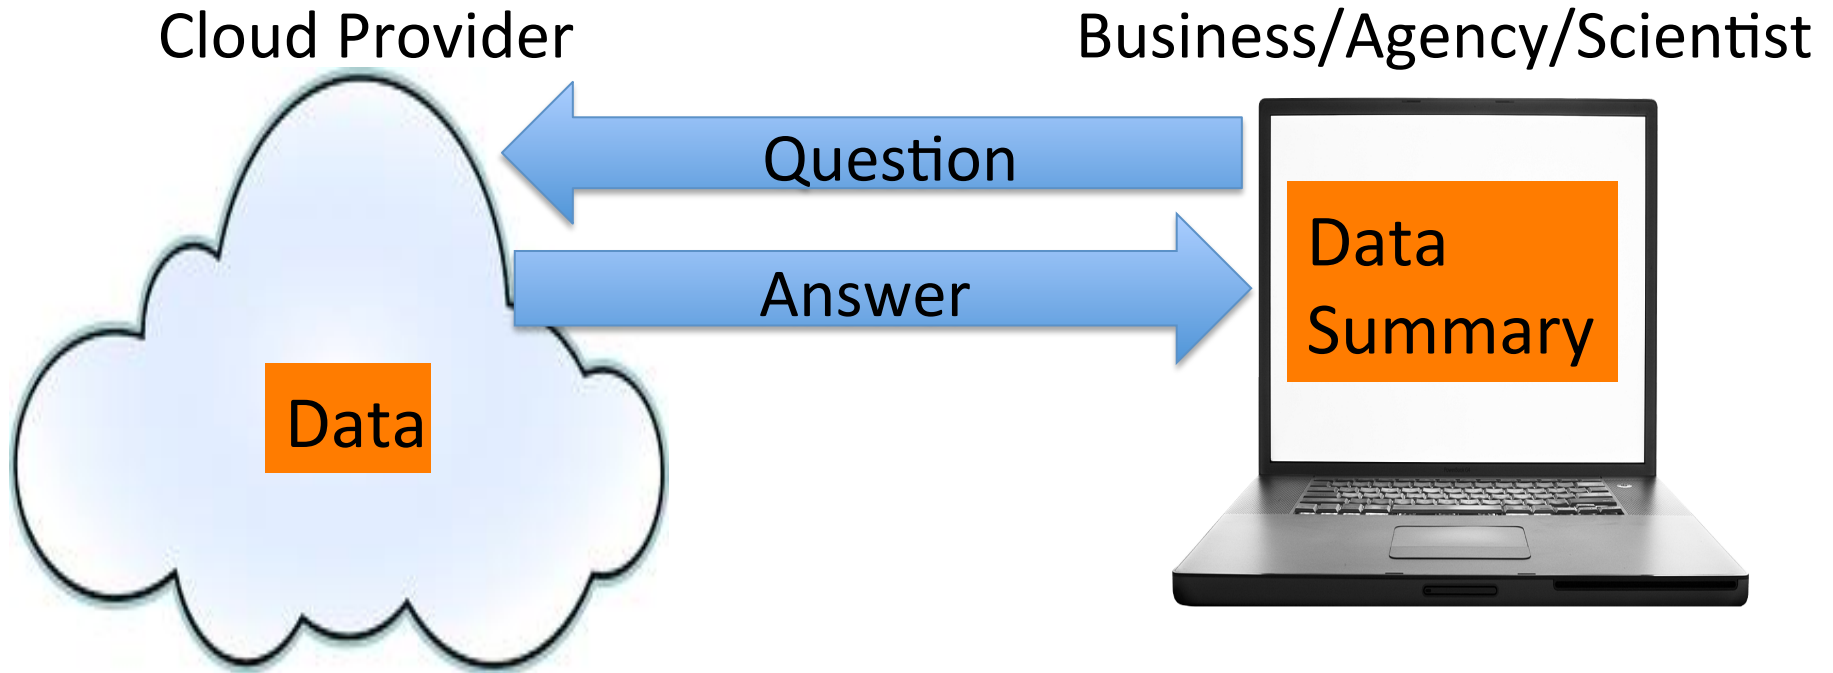 Cloud Provider
Business/Agency/Scientist
Question
Answer
Data
Summary
Data